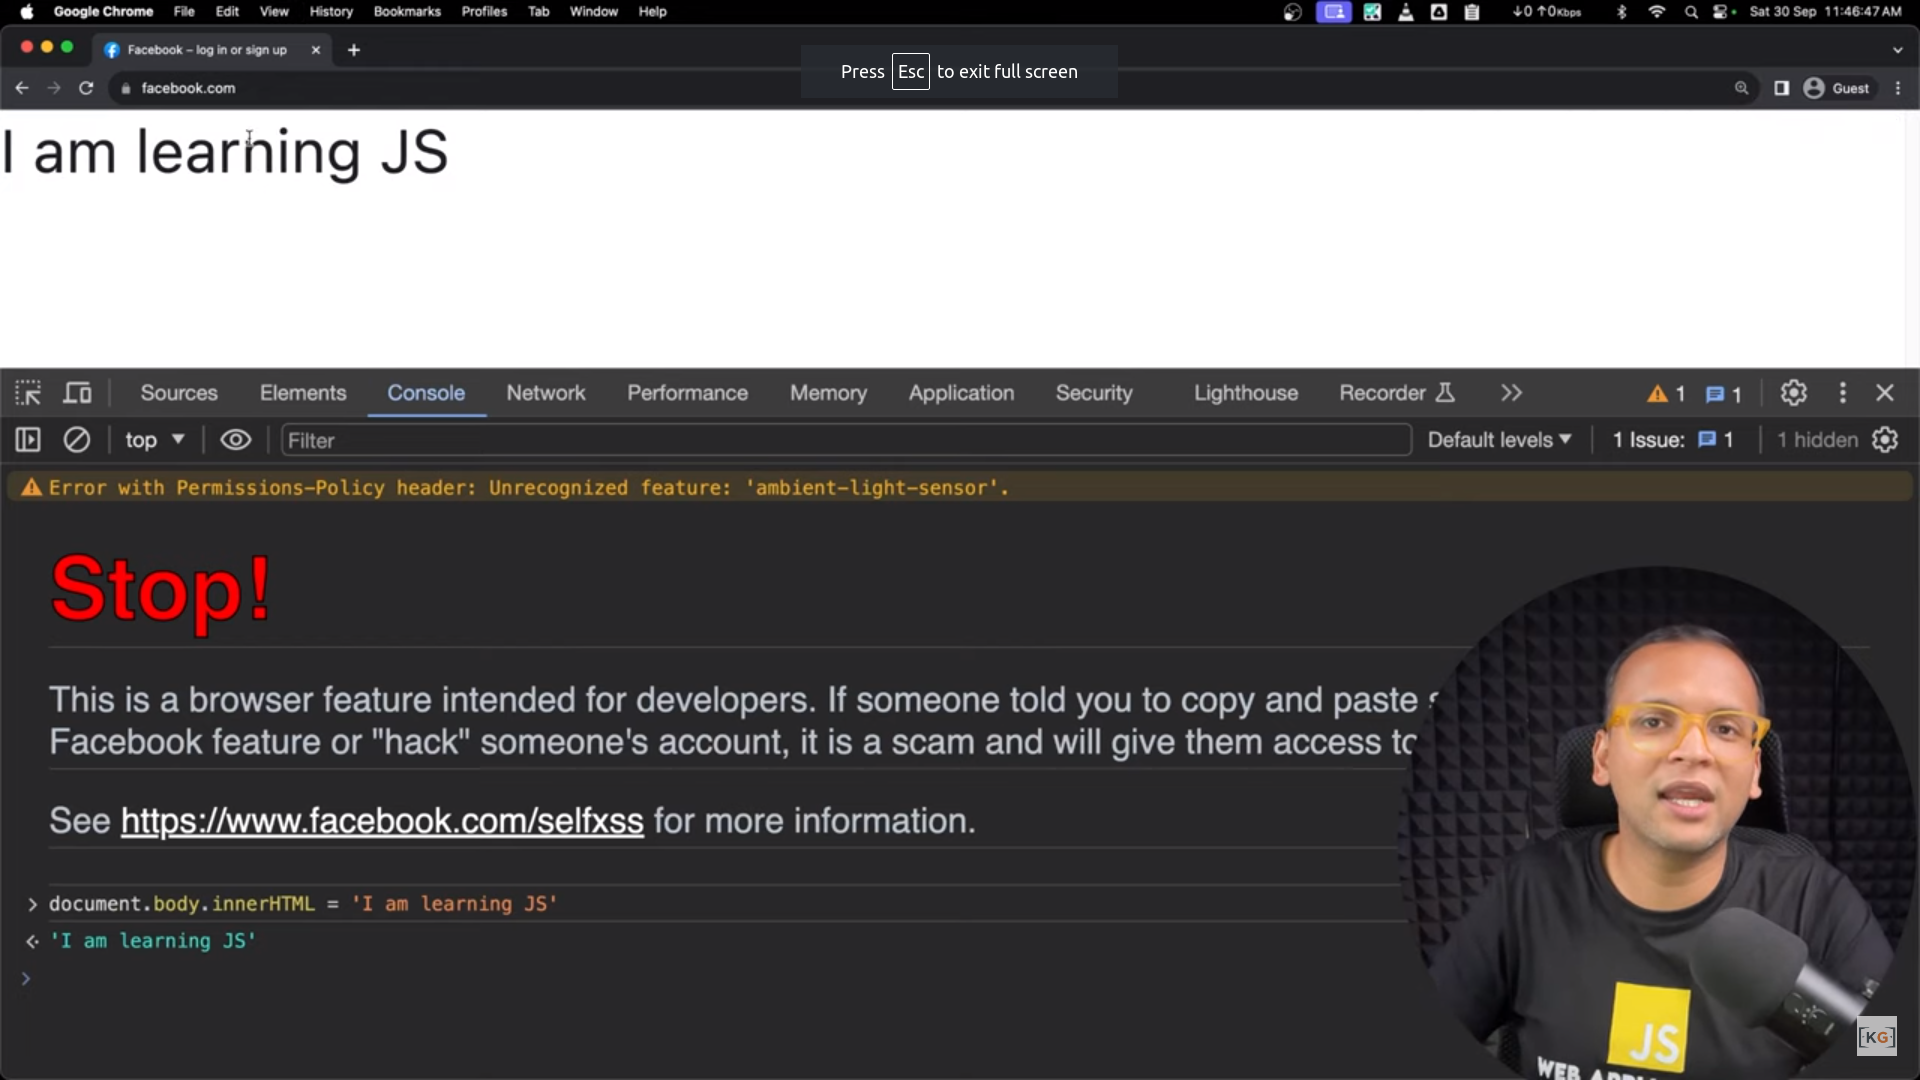 Google Chrome File Edit View History Bookmarks Profiles Tab Window Help
↓0 ↑0Kbps Sat 30 Sep 11:46:47 AM
Facebook – log in or sign up
Press Esc to exit full screen
facebook.com
Guest
I am learning JS
Sources Elements Console Network Performance Memory Application Security Lighthouse Recorder 1 1
top Filter Default levels 1 Issue: 1 1 hidden
Error with Permissions-Policy header: Unrecognized feature: 'ambient-light-sensor'.
Stop!
This is a browser feature intended for developers. If someone told you to copy and paste
Facebook feature or "hack" someone's account, it is a scam and will give them access to
See https://www.facebook.com/selfxss for more information.
document.body.innerHTML = 'I am learning JS'
'I am learning JS'
JS
WEB
[KG]